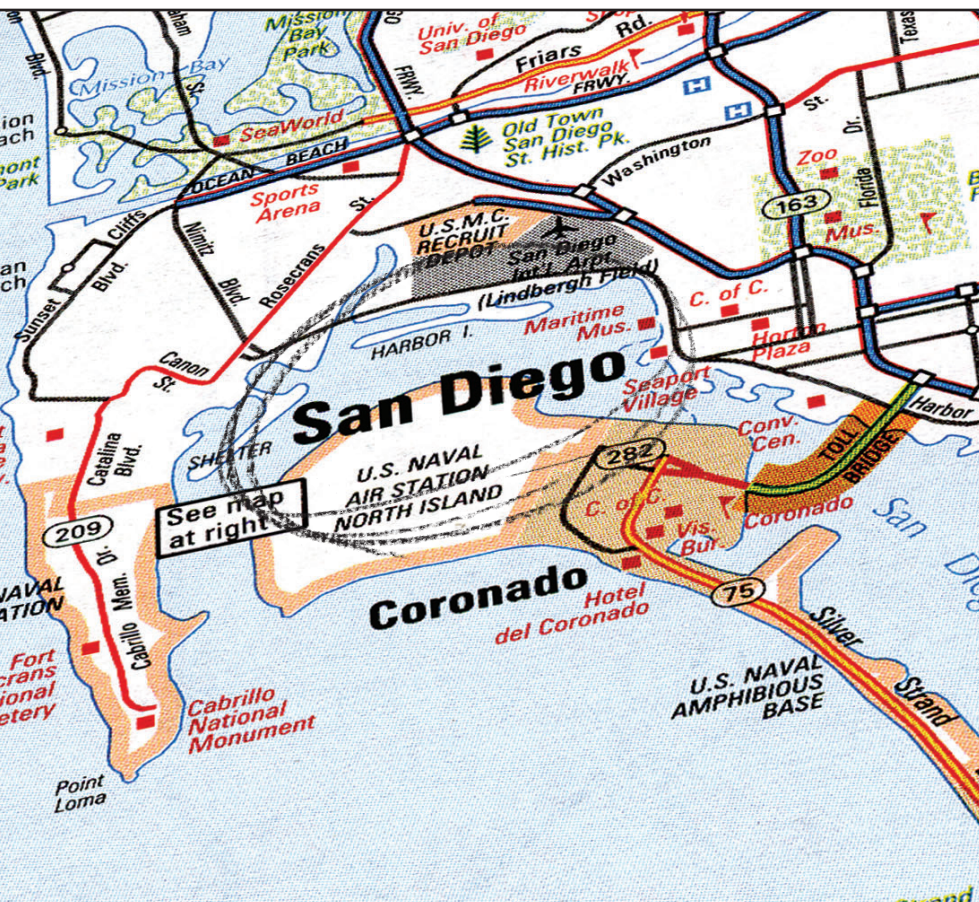 Mission
Bay
Park
Univ. of
San Diego
Friars
Rd.
Texas
Blvd.
Mission Bay
FRWY.
Riverwalk
FRWY.
H
H
St.
SeaWorld
Old Town
San Diego
St. Hist. Pk.
Washington
Zoo
Dr.
Florida
OCEAN
BEACH
Sports
Arena
St.
163
Mus.
Cliffs
Nimitz
Blvd.
U.S.M.C.
RECRUIT
DEPOT
San Diego
Int'l. Arpt.
(Lindbergh Field)
Sunset
Blvd.
Rosecrans
C. of C.
Maritime
Mus.
Horton
Plaza
HARBOR I.
Canon
St.
San Diego
Seaport
Village
Harbor
Catalina
Blvd.
SHELTER
U.S. NAVAL
AIR STATION
NORTH ISLAND
282
Conv.
Cen.
TOLL
BRIDGE
See map
at right
C. of C.
Vis.
Bur.
Coronado
San
209
Cabrillo Mem. Dr.
Coronado
Hotel
del Coronado
75
Silver
Strand
U.S. NAVAL
AMPHIBIOUS
BASE
Fort
Cabrillo
National
Monument
Point
Loma